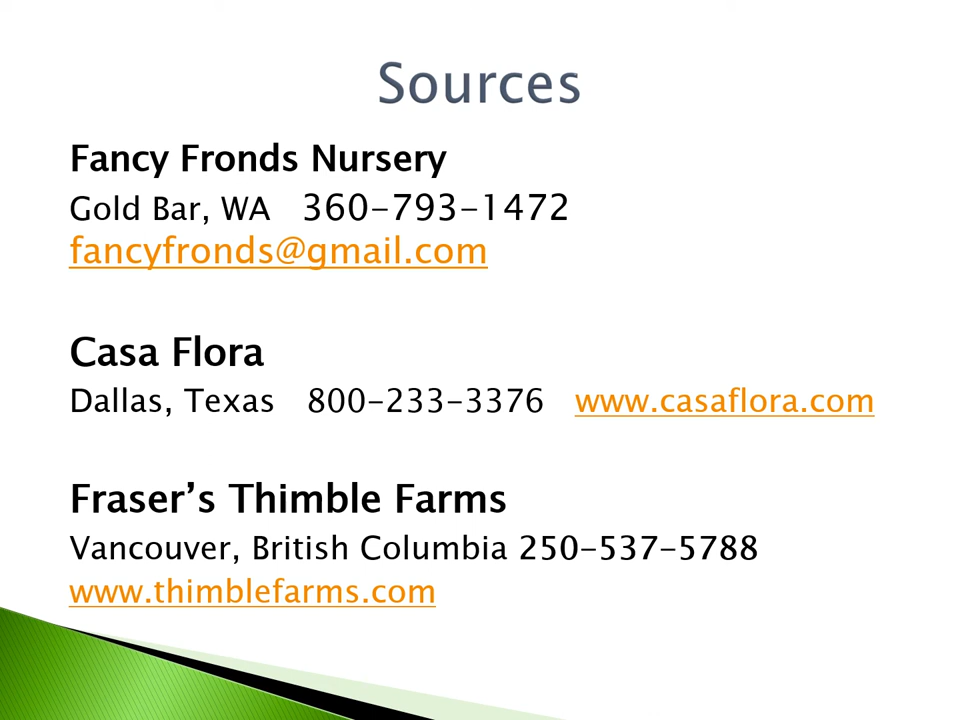 Sources
Fancy Fronds Nursery
Gold Bar, WA 360-793-1472
fancyfronds@gmail.com
Casa Flora
Dallas, Texas 800-233-3376 www.casaflora.com
Fraser’s Thimble Farms
Vancouver, British Columbia 250-537-5788
www.thimblefarms.com